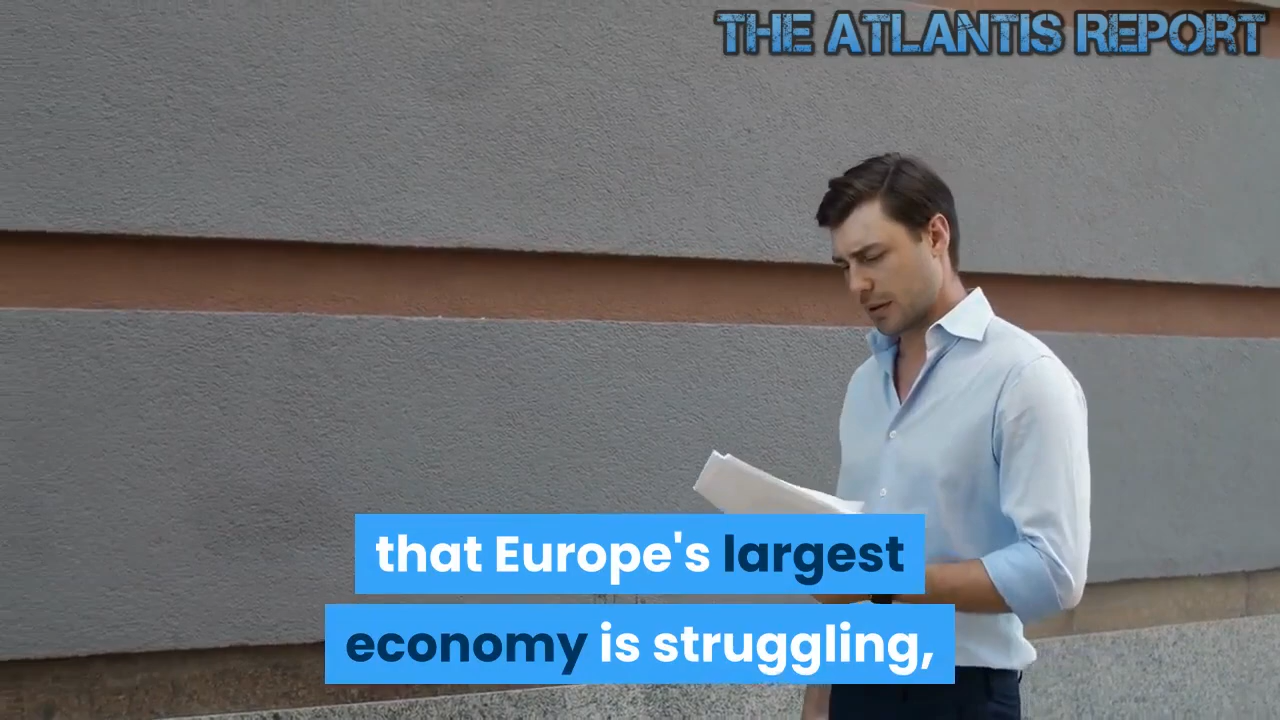 THE ATLANTIS REPORT
that Europe's largest
economy is struggling,